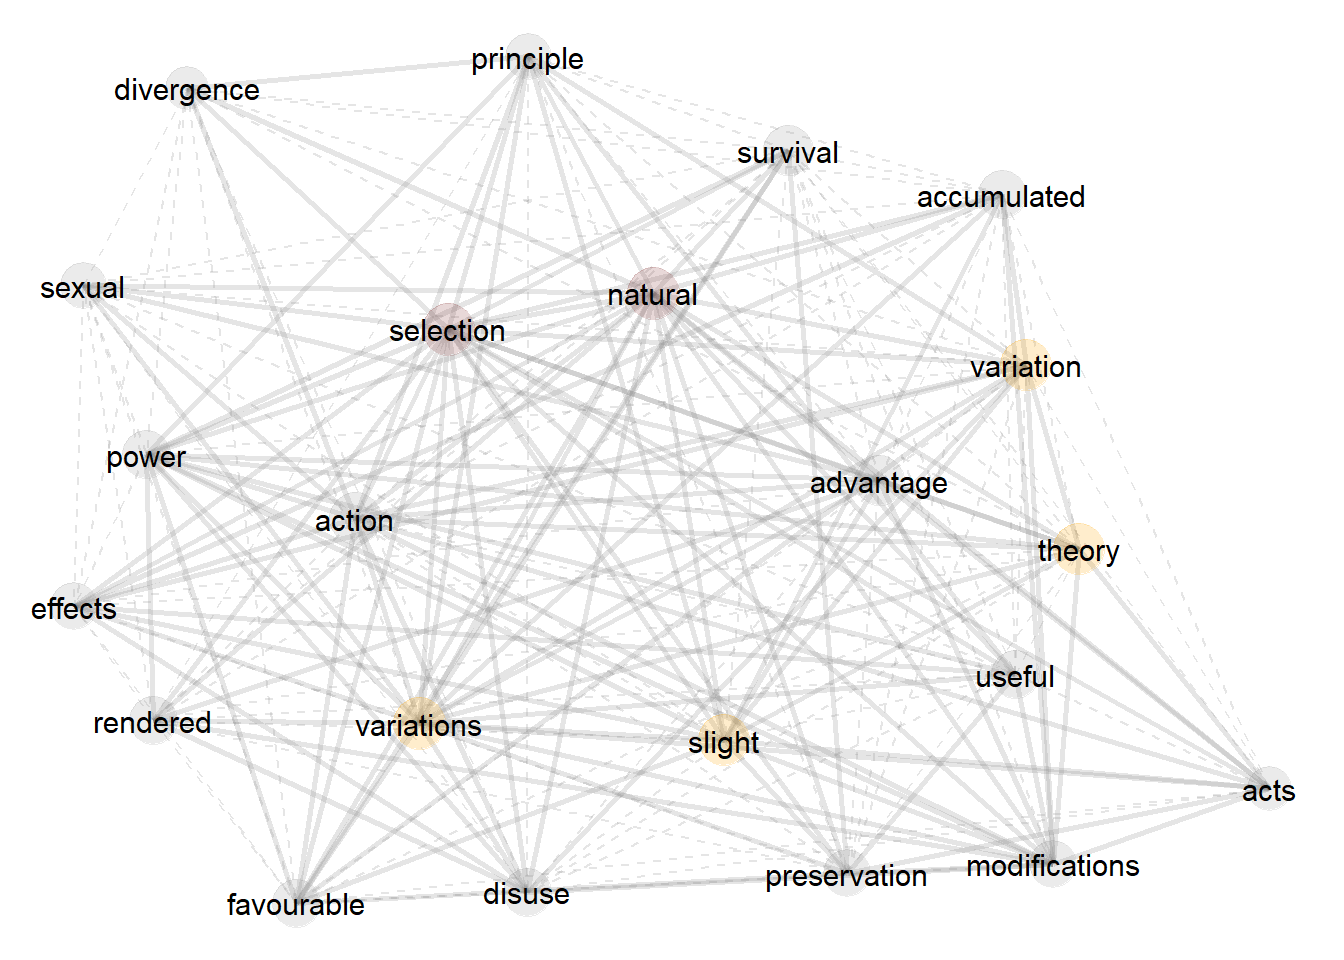 principle
divergence
survival
accumulated
sexual
natural
selection
variation
power
advantage
action
theory
effects
useful
rendered
variations
slight
acts
modifications
preservation
disuse
favourable